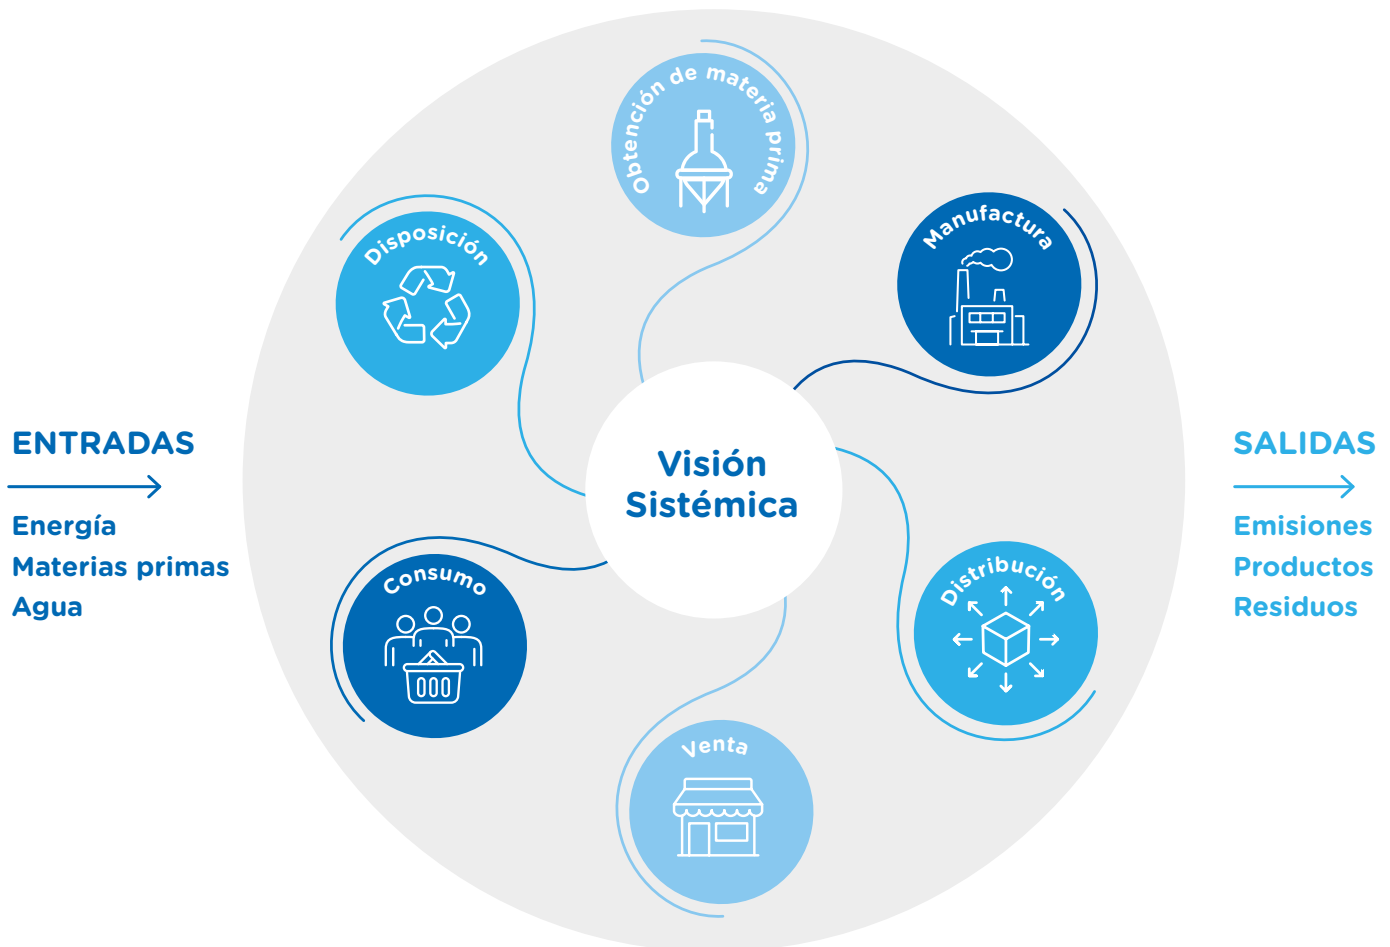 Obtención de materia prima
Manufactura
Disposición
ENTRADAS
Energía
Materias primas
Agua
Visión
Sistémica
SALIDAS
Emisiones
Productos
Residuos
Consumo
Distribución
Venta